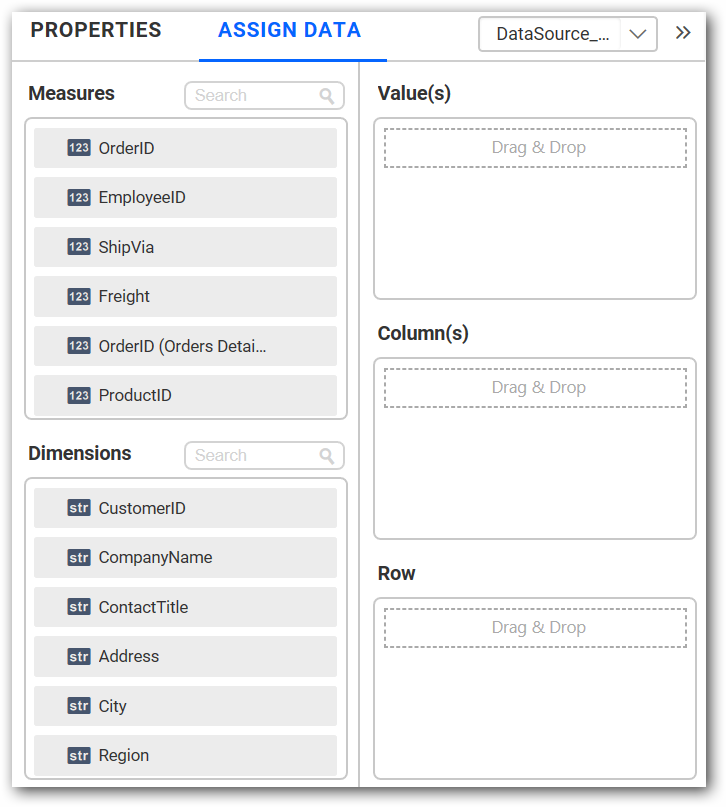 PROPERTIES
ASSIGN DATA
DataSource_...
Measures
Search
123 OrderID
123 EmployeeID
123 ShipVia
123 Freight
123 OrderID (Orders Detai...
123 ProductID
Dimensions
Search
str CustomerID
str CompanyName
str ContactTitle
str Address
str City
str Region
Value(s)
Drag & Drop
Column(s)
Drag & Drop
Row
Drag & Drop